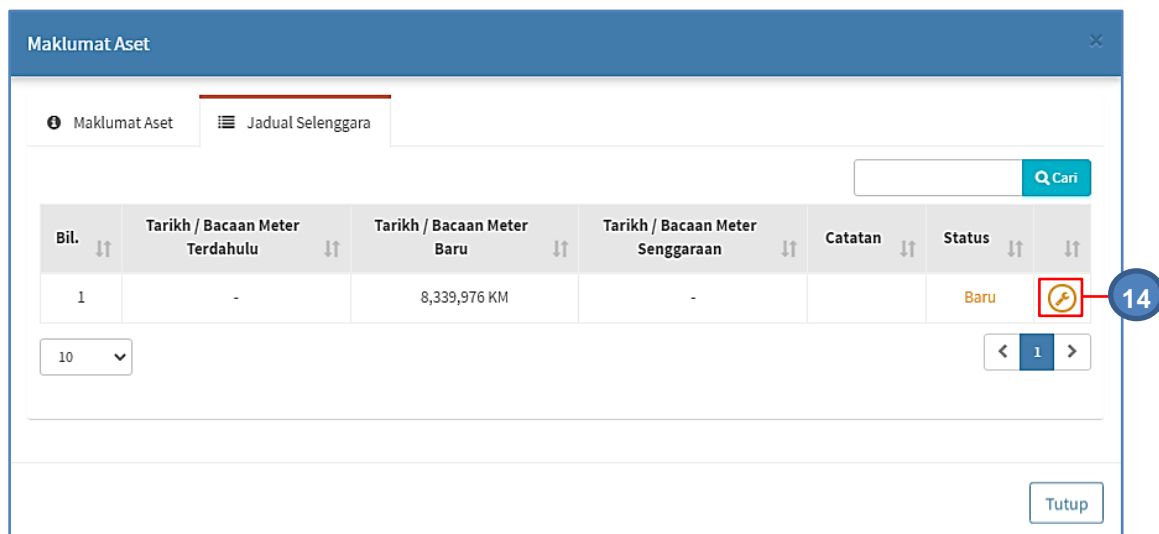 Maklumat Aset
Maklumat Aset
Jadual Selenggara
Cari
Bil.
Tarikh / Bacaan Meter
Terdahulu
Tarikh / Bacaan Meter
Baru
Tarikh / Bacaan Meter
Senggaraan
Catatan
Status
1
-
8,339,976 KM
-
Baru
14
10
1
Tutup